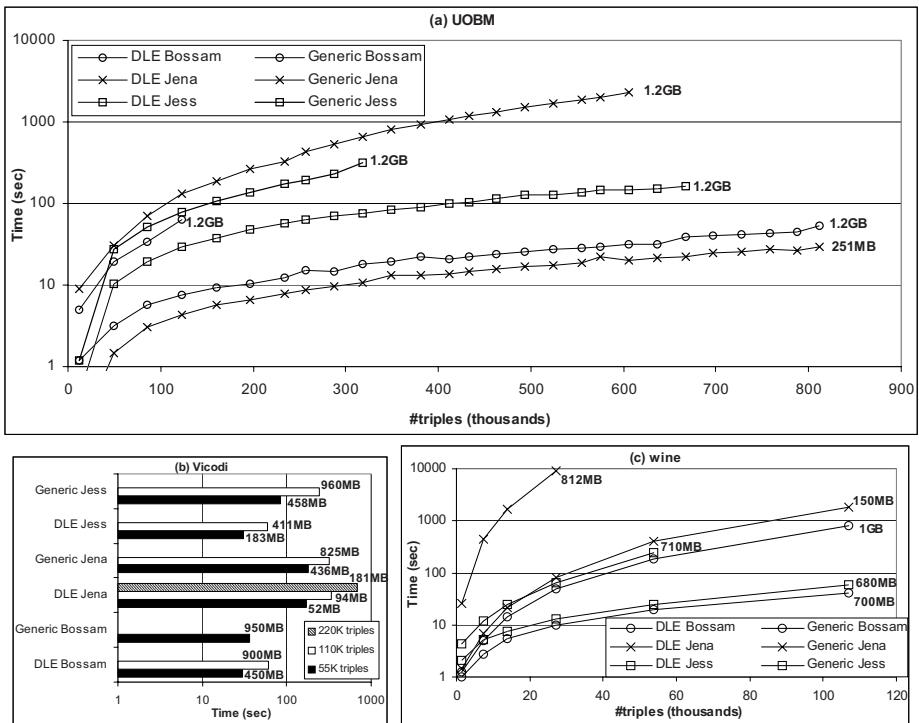 (a) UOBM
10000
1000
100
10
1
Time (sec)
DLE Bossam
Generic Bossam
DLE Jena
Generic Jena
DLE Jess
Generic Jess
1.2GB
1.2GB
1.2GB
1.2GB
1.2GB
251MB
0 100 200 300 400 500 600 700 800 900
#triples (thousands)
(b) Vicodi
Generic Jess
960MB
458MB
DLE Jess
411MB
183MB
Generic Jena
825MB
436MB
DLE Jena
181MB
94MB
52MB
Generic Bossam
950MB
DLE Bossam
900MB
450MB
220K triples
110K triples
55K triples
1 10 100 1000
Time (sec)
(c) wine
10000
1000
100
10
1
Time (sec)
812MB
150MB
710MB
1GB
680MB
700MB
DLE Bossam
Generic Bossam
DLE Jena
Generic Jena
DLE Jess
Generic Jess
0 20 40 60 80 100 120
#triples (thousands)